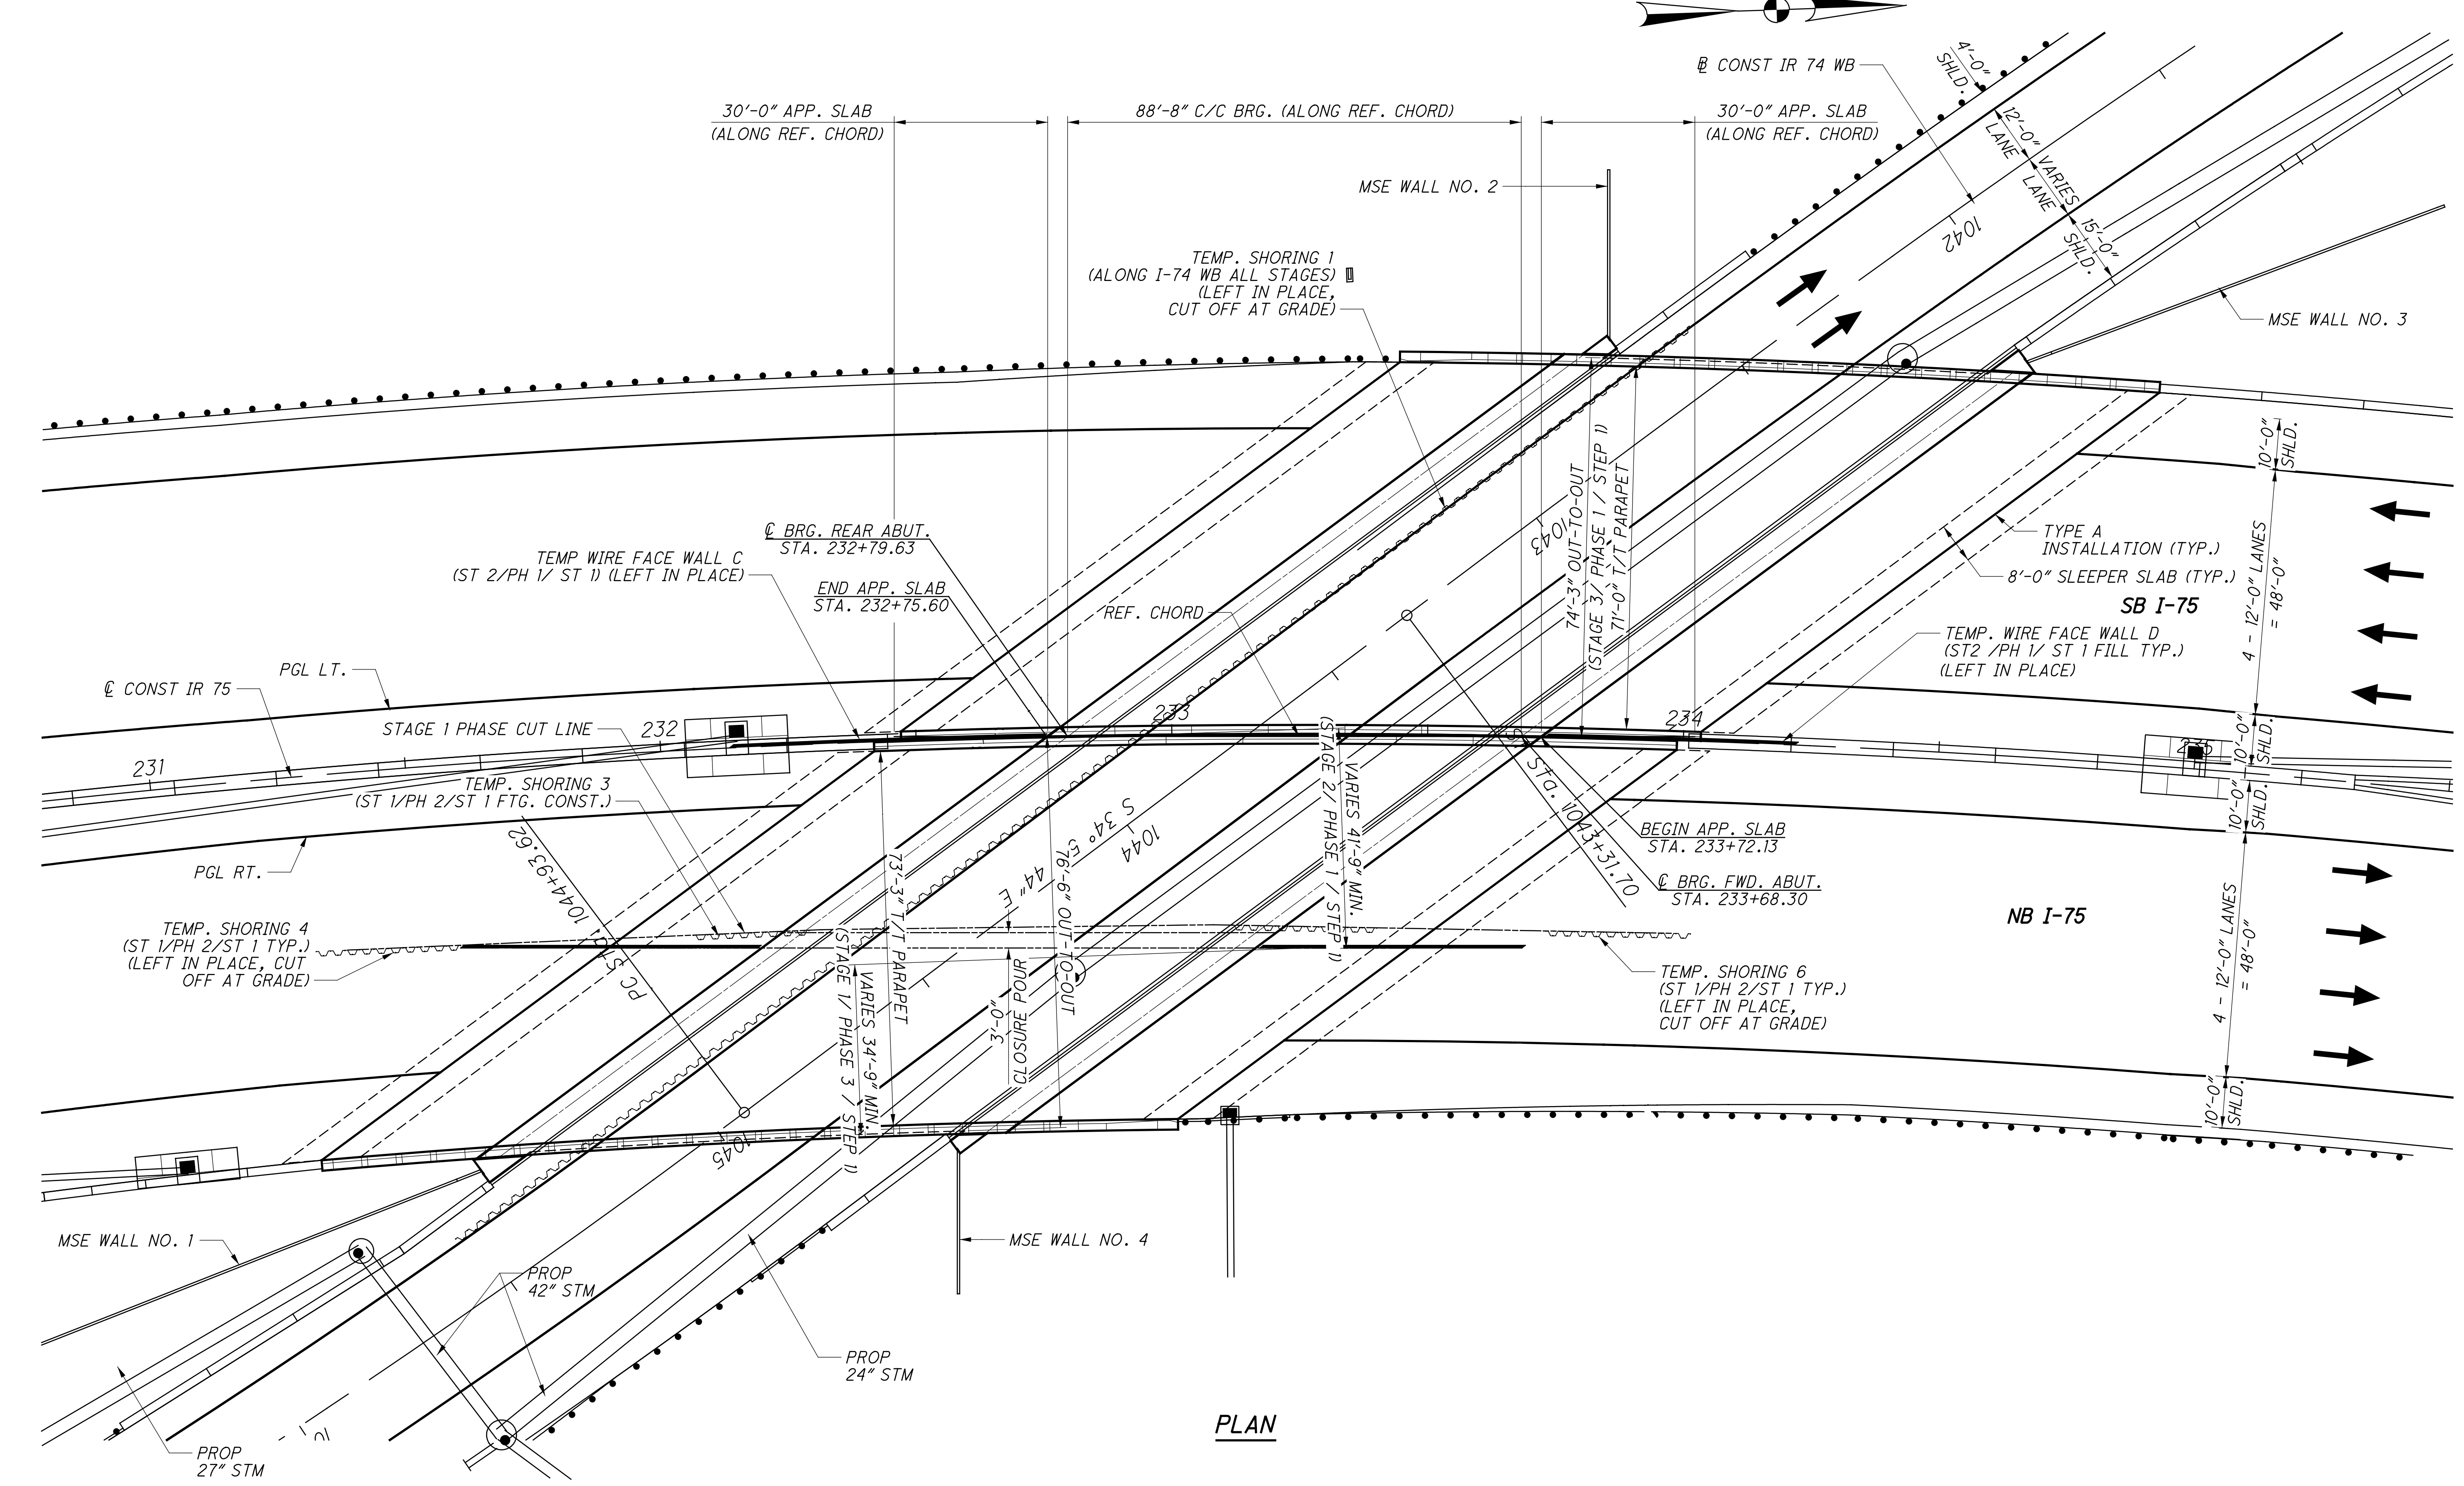 ℄ CONST IR 74 WB
4'-0"
SHLD.
30'-0" APP. SLAB
(ALONG REF. CHORD)
88'-8" C/C BRG. (ALONG REF. CHORD)
30'-0" APP. SLAB
(ALONG REF. CHORD)
12'-0"
LANE
VARIES
LANE
15'-0"
SHLD.
MSE WALL NO. 2
1042
TEMP. SHORING 1
(ALONG I-74 WB ALL STAGES)
(LEFT IN PLACE,
CUT OFF AT GRADE)
MSE WALL NO. 3
10'-0"
SHLD.
74'-3" OUT-TO-OUT
(STAGE 3/ PHASE 1 / STEP 1)
71'-0" T/T PARAPET
1043
℄ BRG. REAR ABUT.
STA. 232+79.63
TEMP WIRE FACE WALL C
(ST 2/PH 1/ ST 1) (LEFT IN PLACE)
END APP. SLAB
STA. 232+75.60
REF. CHORD
TYPE A
INSTALLATION (TYP.)
8'-0" SLEEPER SLAB (TYP.)
SB I-75
4 - 12'-0" LANES
= 48'-0"
TEMP. WIRE FACE WALL D
(ST2 /PH 1/ ST 1 FILL TYP.)
(LEFT IN PLACE)
PGL LT.
℄ CONST IR 75
STAGE 1 PHASE CUT LINE
231
232
233
234
235
10'-0"
SHLD.
10'-0"
SHLD.
TEMP. SHORING 3
(ST 1/PH 2/ST 1 FTG. CONST.)
PGL RT.
PC Sta. 1044+93.62
S 34° 5' 44" E
1044
VARIES 41'-9" MIN.
(STAGE 2/ PHASE 1 / STEP 1)
Sta. 1043+31.70
BEGIN APP. SLAB
STA. 233+72.13
℄ BRG. FWD. ABUT.
STA. 233+68.30
73'-3" T/T PARAPET
76'-6" OUT-TO-OUT
NB I-75
4 - 12'-0" LANES
= 48'-0"
TEMP. SHORING 4
(ST 1/PH 2/ST 1 TYP.)
(LEFT IN PLACE, CUT
OFF AT GRADE)
VARIES 34'-9" MIN.
(STAGE 1/ PHASE 3 / STEP 1)
3'-0"
CLOSURE POUR
TEMP. SHORING 6
(ST 1/PH 2/ST 1 TYP.)
(LEFT IN PLACE,
CUT OFF AT GRADE)
10'-0"
SHLD.
1045
MSE WALL NO. 1
MSE WALL NO. 4
PROP
42" STM
PROP
24" STM
PROP
27" STM
PLAN